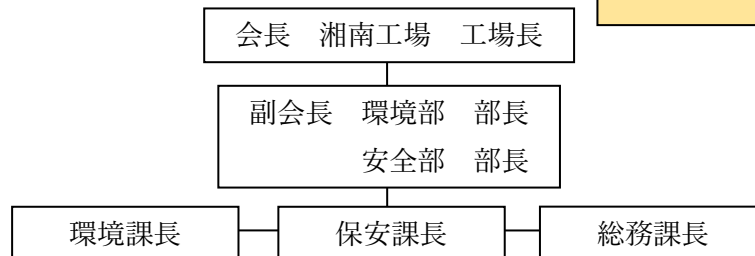 会長　湘南工場　工場長
副会長　環境部　部長
安全部　部長
環境課長
保安課長
総務課長